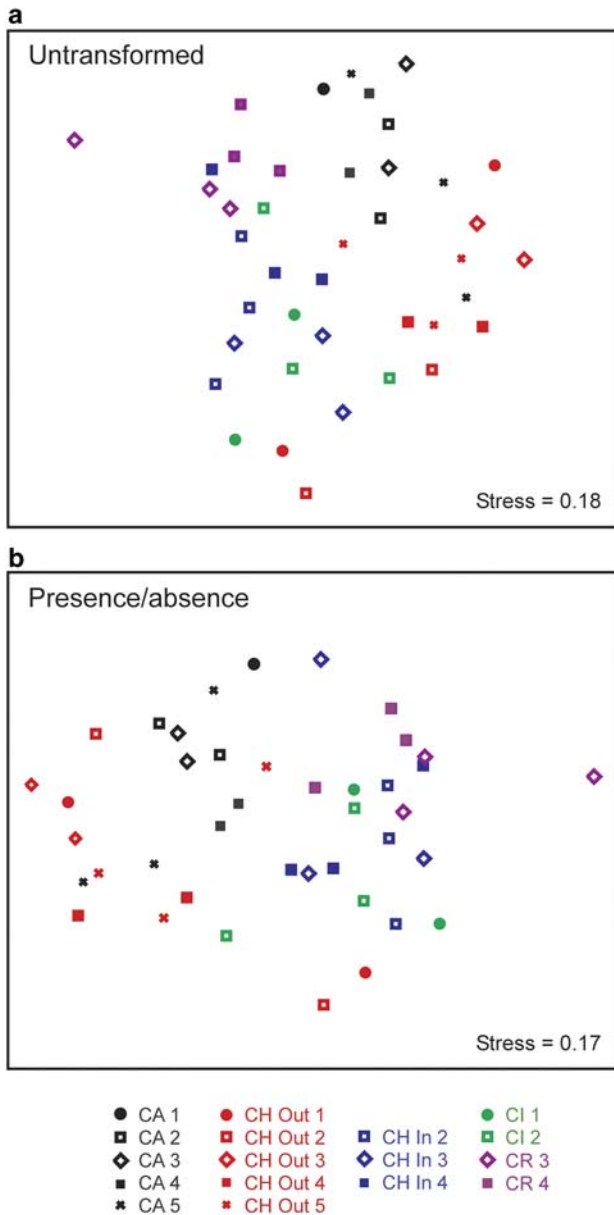 a
Untransformed
Stress = 0.18
b
Presence/absence
Stress = 0.17
CA 1 CH Out 1 CI 1
CA 2 CH Out 2 CH In 2 CI 2
CA 3 CH Out 3 CH In 3 CR 3
CA 4 CH Out 4 CH In 4 CR 4
CA 5 CH Out 5